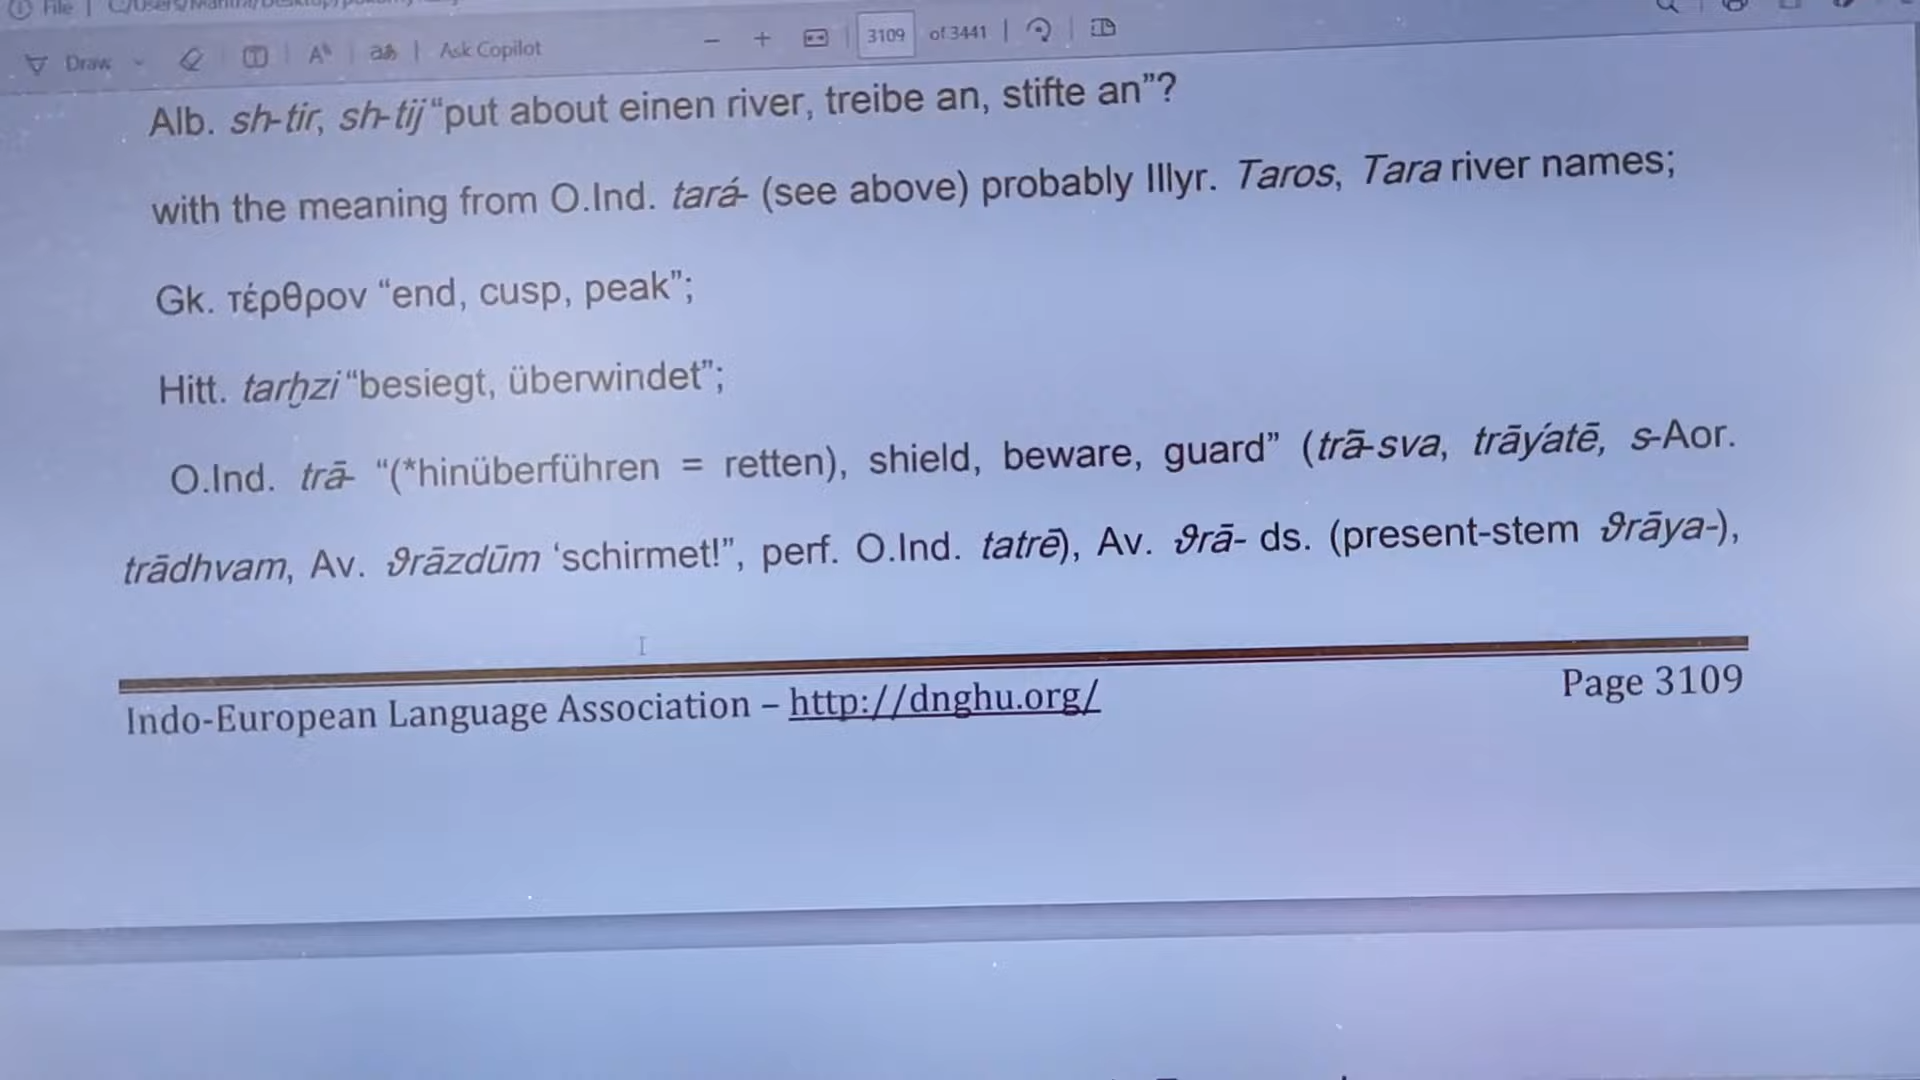 File
Draw
Ask Copilot
3109 of 3441
Alb. sh-tir, sh-tij “put about einen river, treibe an, stifte an”?
with the meaning from O.Ind. tará- (see above) probably Illyr. Taros, Tara river names;
Gk. τέρθρον “end, cusp, peak”;
Hitt. tarḫzi “besiegt, überwindet”;
O.Ind. trā- “(*hinüberführen = retten), shield, beware, guard” (trā-sva, trāyatē, s-Aor.
trādhvam, Av. ϑrāzdūm ‘schirmet!”, perf. O.Ind. tatrē), Av. ϑrā- ds. (present-stem ϑrāya-),
Indo-European Language Association – http://dnghu.org/
Page 3109